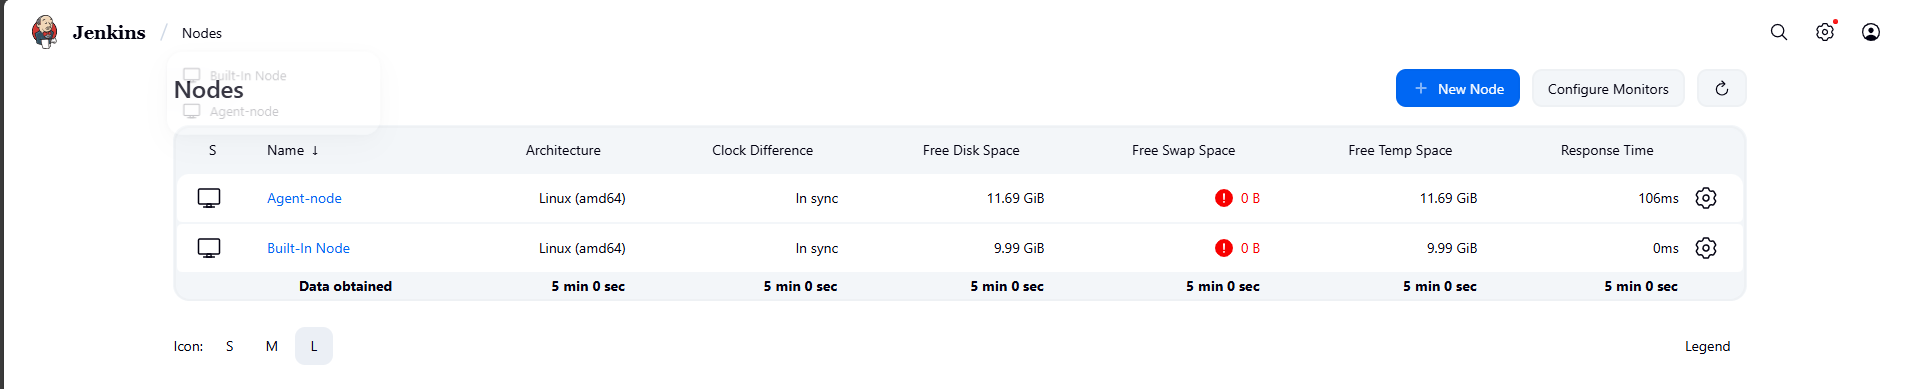 Jenkins / Nodes
Built-In Node
Nodes
Agent-node
+ New Node
Configure Monitors
S Name ↓ Architecture Clock Difference Free Disk Space Free Swap Space Free Temp Space Response Time
Agent-node Linux (amd64) In sync 11.69 GiB ! 0 B 11.69 GiB 106ms
Built-In Node Linux (amd64) In sync 9.99 GiB ! 0 B 9.99 GiB 0ms
Data obtained 5 min 0 sec 5 min 0 sec 5 min 0 sec 5 min 0 sec 5 min 0 sec 5 min 0 sec
Icon: S M L Legend